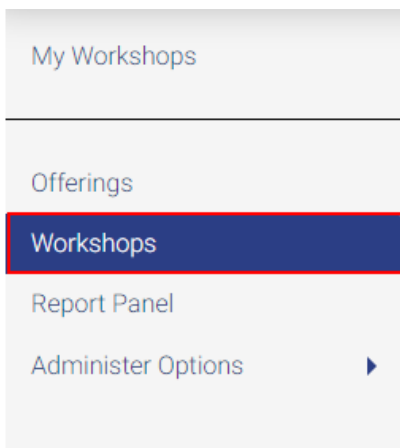 My Workshops
Offerings
Workshops
Report Panel
Administer Options